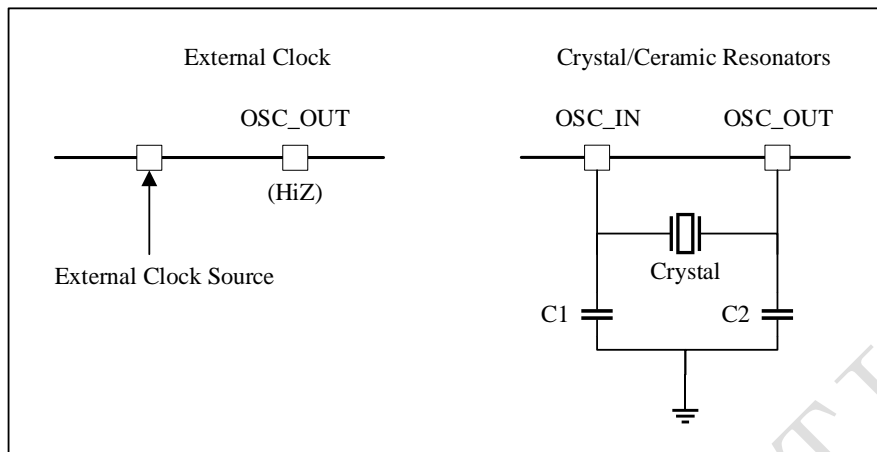 External Clock
OSC_OUT
(HiZ)
External Clock Source
Crystal/Ceramic Resonators
OSC_IN
OSC_OUT
Crystal
C1
C2